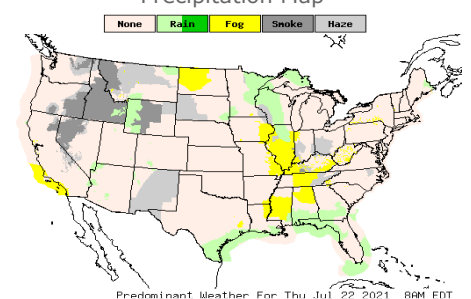 Precipitation Map
None Rain Fog Smoke Haze
Predominant Weather For Thu Jul 22 2021 8AM EDT